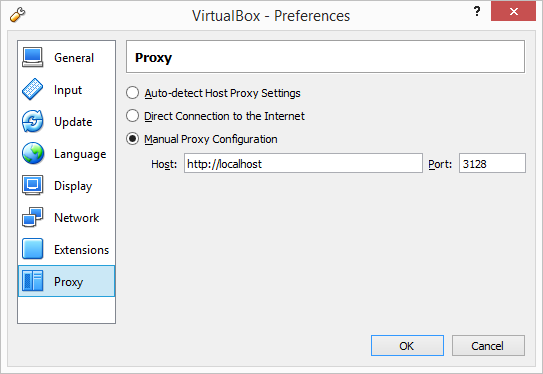 VirtualBox - Preferences
?
General
Input
Update
Language
Display
Network
Extensions
Proxy
Proxy
Auto-detect Host Proxy Settings
Direct Connection to the Internet
Manual Proxy Configuration
Host: http://localhost Port: 3128
OK Cancel